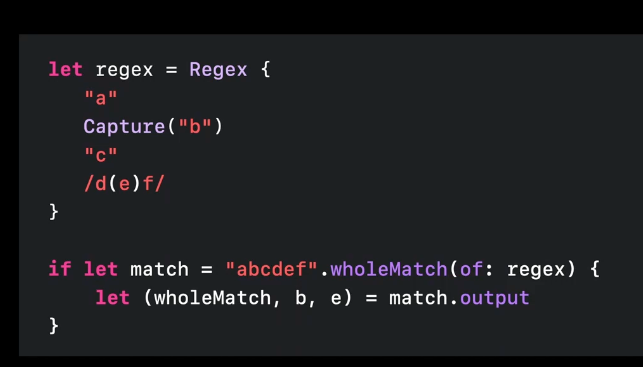 let regex = Regex {
"a"
Capture("b")
"c"
/d(e)f/
}
if let match = "abcdef".wholeMatch(of: regex) {
let (wholeMatch, b, e) = match.output
}